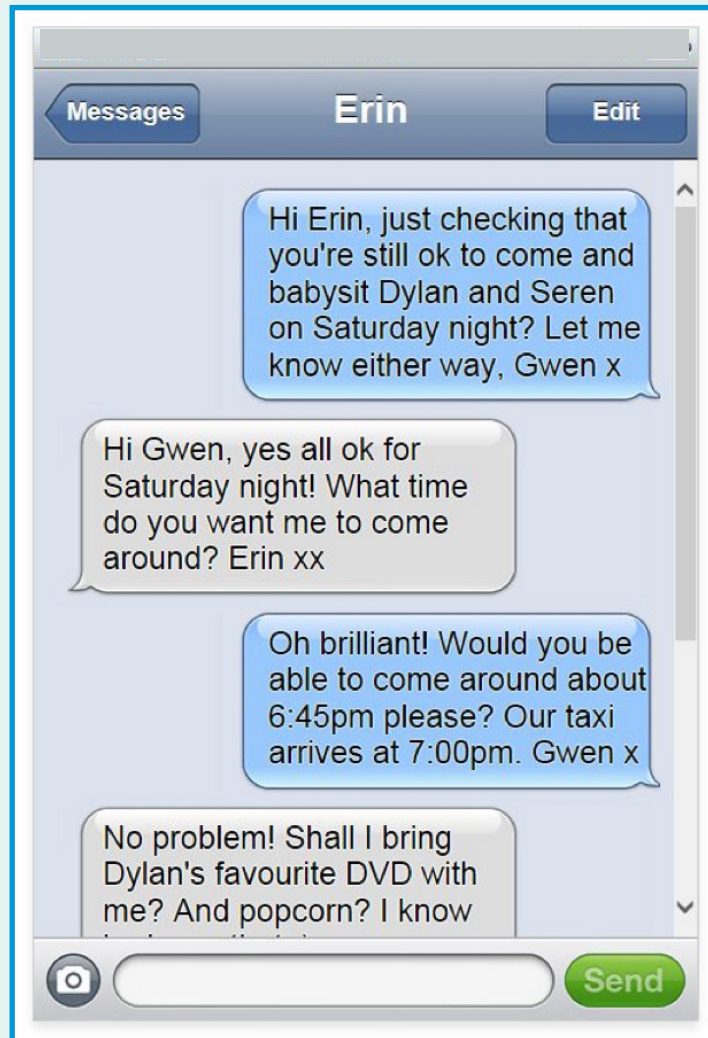 Messages
Erin
Edit
Hi Erin, just checking that
you're still ok to come and
babysit Dylan and Seren
on Saturday night? Let me
know either way, Gwen x
Hi Gwen, yes all ok for
Saturday night! What time
do you want me to come
around? Erin xx
Oh brilliant! Would you be
able to come around about
6:45pm please? Our taxi
arrives at 7:00pm. Gwen x
No problem! Shall I bring
Dylan's favourite DVD with
me? And popcorn? I know
Send